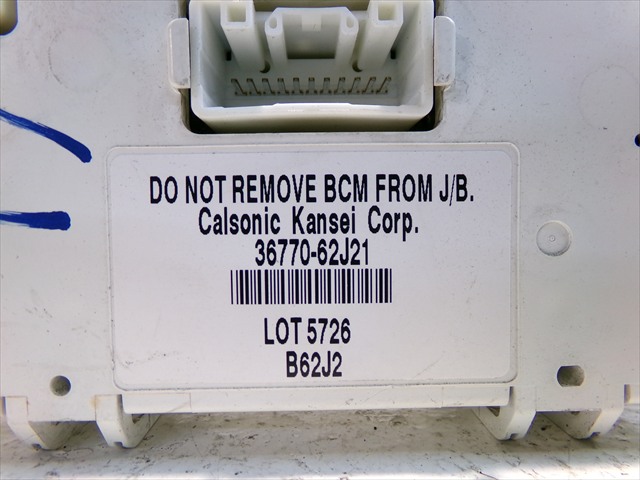 DO NOT REMOVE BCM FROM J/B.
Calsonic Kansei Corp.
36770-62J21
LOT 5726
B62J2